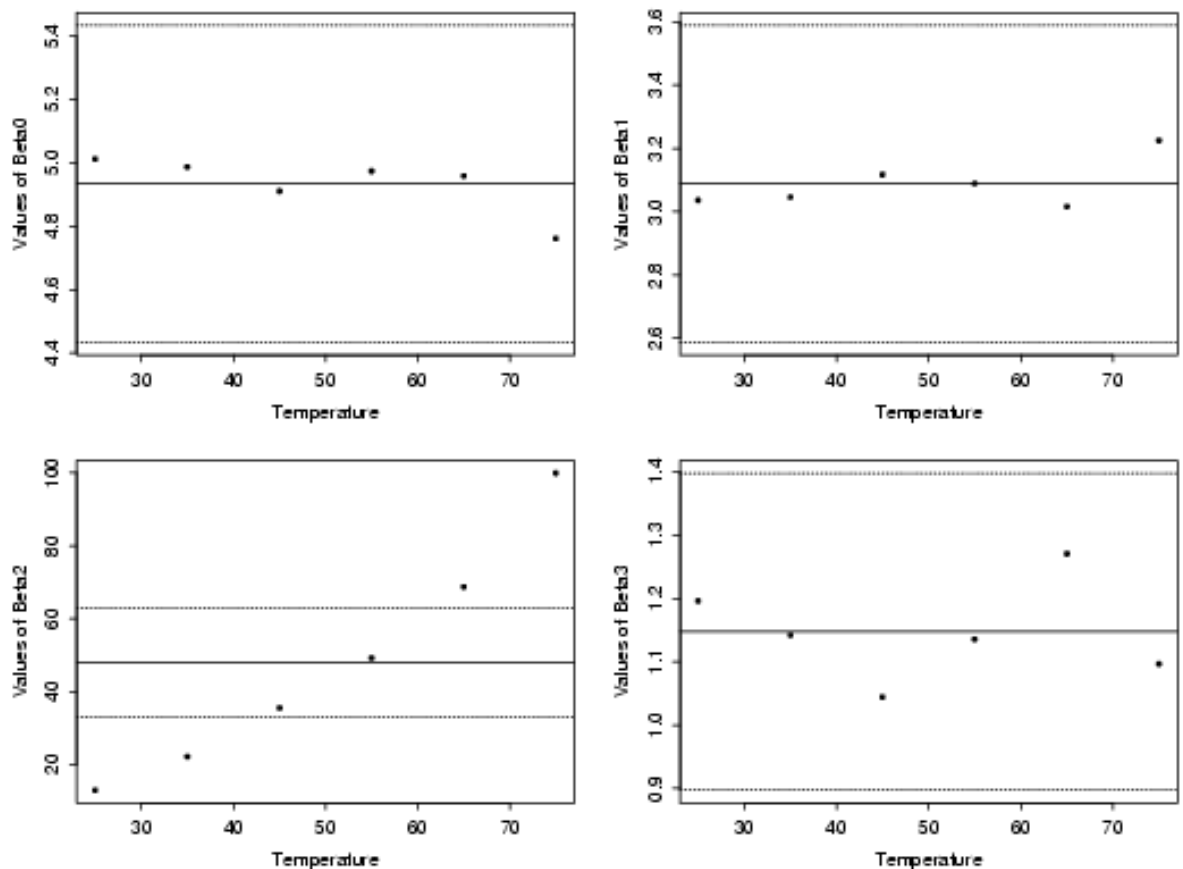 Values of Beta0
5.4
5.2
5.0
4.8
4.6
4.4
30 40 50 60 70
Temperature
Values of Beta1
3.6
3.4
3.2
3.0
2.8
2.6
30 40 50 60 70
Temperature
Values of Beta2
100
80
60
40
20
30 40 50 60 70
Temperature
Values of Beta3
1.4
1.3
1.2
1.1
1.0
0.9
30 40 50 60 70
Temperature